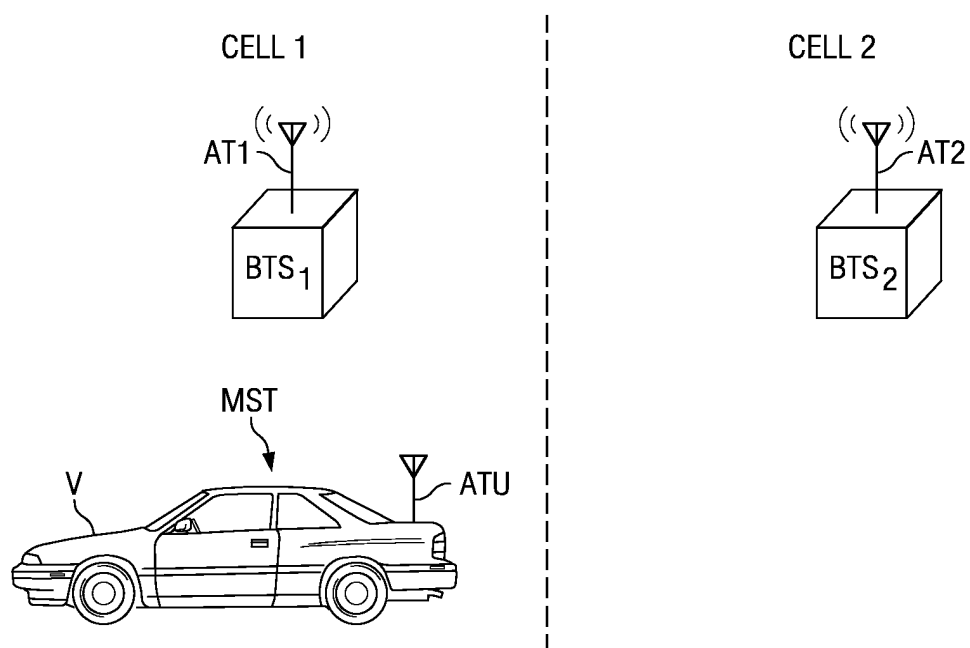 CELL 1
CELL 2
AT1
AT2
BTS1
BTS2
MST
V
ATU